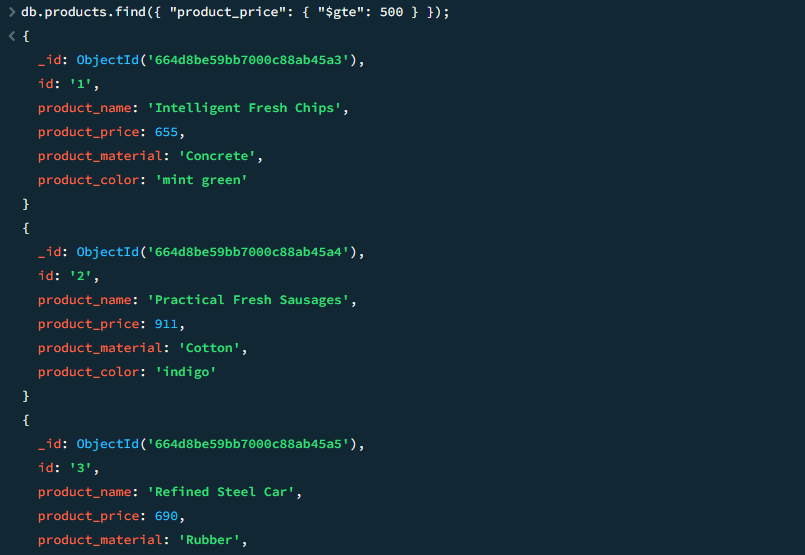 > db.products.find({ "product_price": { "$gte": 500 } });
< {
_id: ObjectId('664d8be59bb7000c88ab45a3'),
id: '1',
product_name: 'Intelligent Fresh Chips',
product_price: 655,
product_material: 'Concrete',
product_color: 'mint green'
}
{
_id: ObjectId('664d8be59bb7000c88ab45a4'),
id: '2',
product_name: 'Practical Fresh Sausages',
product_price: 911,
product_material: 'Cotton',
product_color: 'indigo'
}
{
_id: ObjectId('664d8be59bb7000c88ab45a5'),
id: '3',
product_name: 'Refined Steel Car',
product_price: 690,
product_material: 'Rubber',